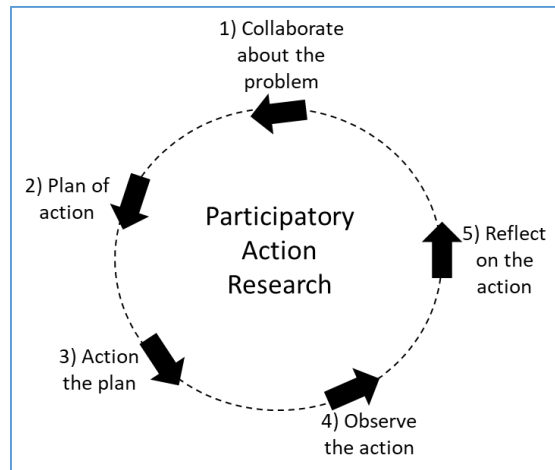 1) Collaborate
about the
problem
2) Plan of
action
Participatory
Action
Research
5) Reflect
on the
action
3) Action
the plan
4) Observe
the action